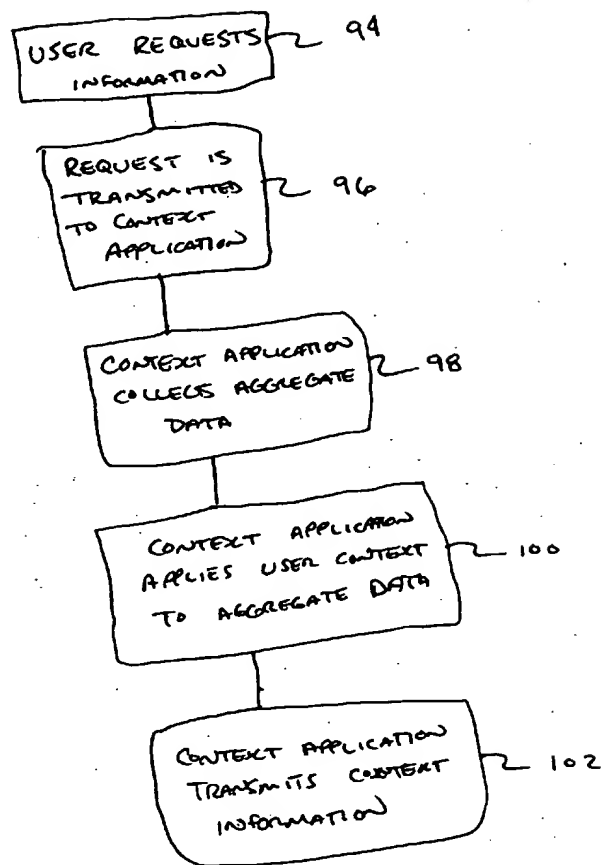 USER REQUESTS
INFORMATION
94
REQUEST IS
TRANSMITTED
TO CONTEXT
APPLICATION
96
CONTEXT APPLICATION
COLLECTS AGGREGATE
DATA
98
CONTEXT APPLICATION
APPLIES USER CONTEXT
TO AGGREGATE DATA
100
CONTEXT APPLICATION
TRANSMITS CONTEXT
INFORMATION
102